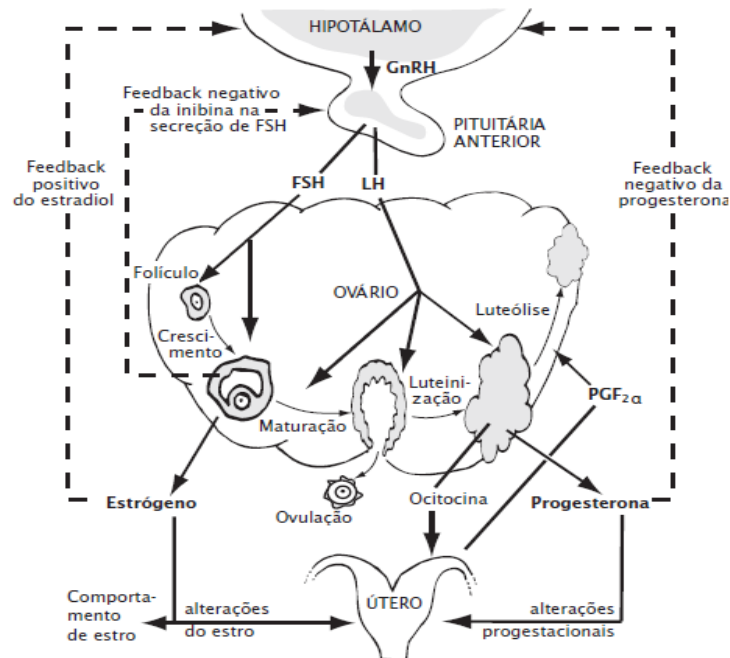 HIPOTÁLAMO
GnRH
Feedback negativo
da inibina na
secreção de FSH
PITUITÁRIA
ANTERIOR
Feedback
positivo
do estradiol
FSH
LH
Feedback
negativo da
progesterona
Folículo
OVÁRIO
Luteólise
Cresci-
mento
Luteini-
zação
PGF2α
Maturação
Estrógeno
Ovulação
Ocitocina
Progesterona
Comporta-
mento
de estro
alterações
do estro
ÚTERO
alterações
progestacionais